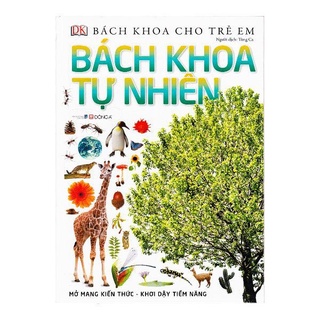 DK BÁCH KHOA CHO TRẺ EM
Người dịch: Tùng Ca
BÁCH KHOA
TỰ NHIÊN
ĐÔNG A
MỞ MANG KIẾN THỨC - KHƠI DẬY TIỀM NĂNG